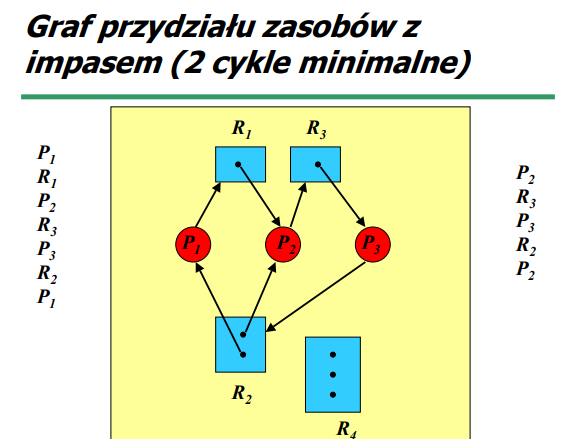 Graf przydziału zasobów z
impasem (2 cykle minimalne)
R1 R3
P1
R1
P2
R3
P3
R2
P1
P2
R3
P3
R2
P2
P1 P2 P3
R2
R4